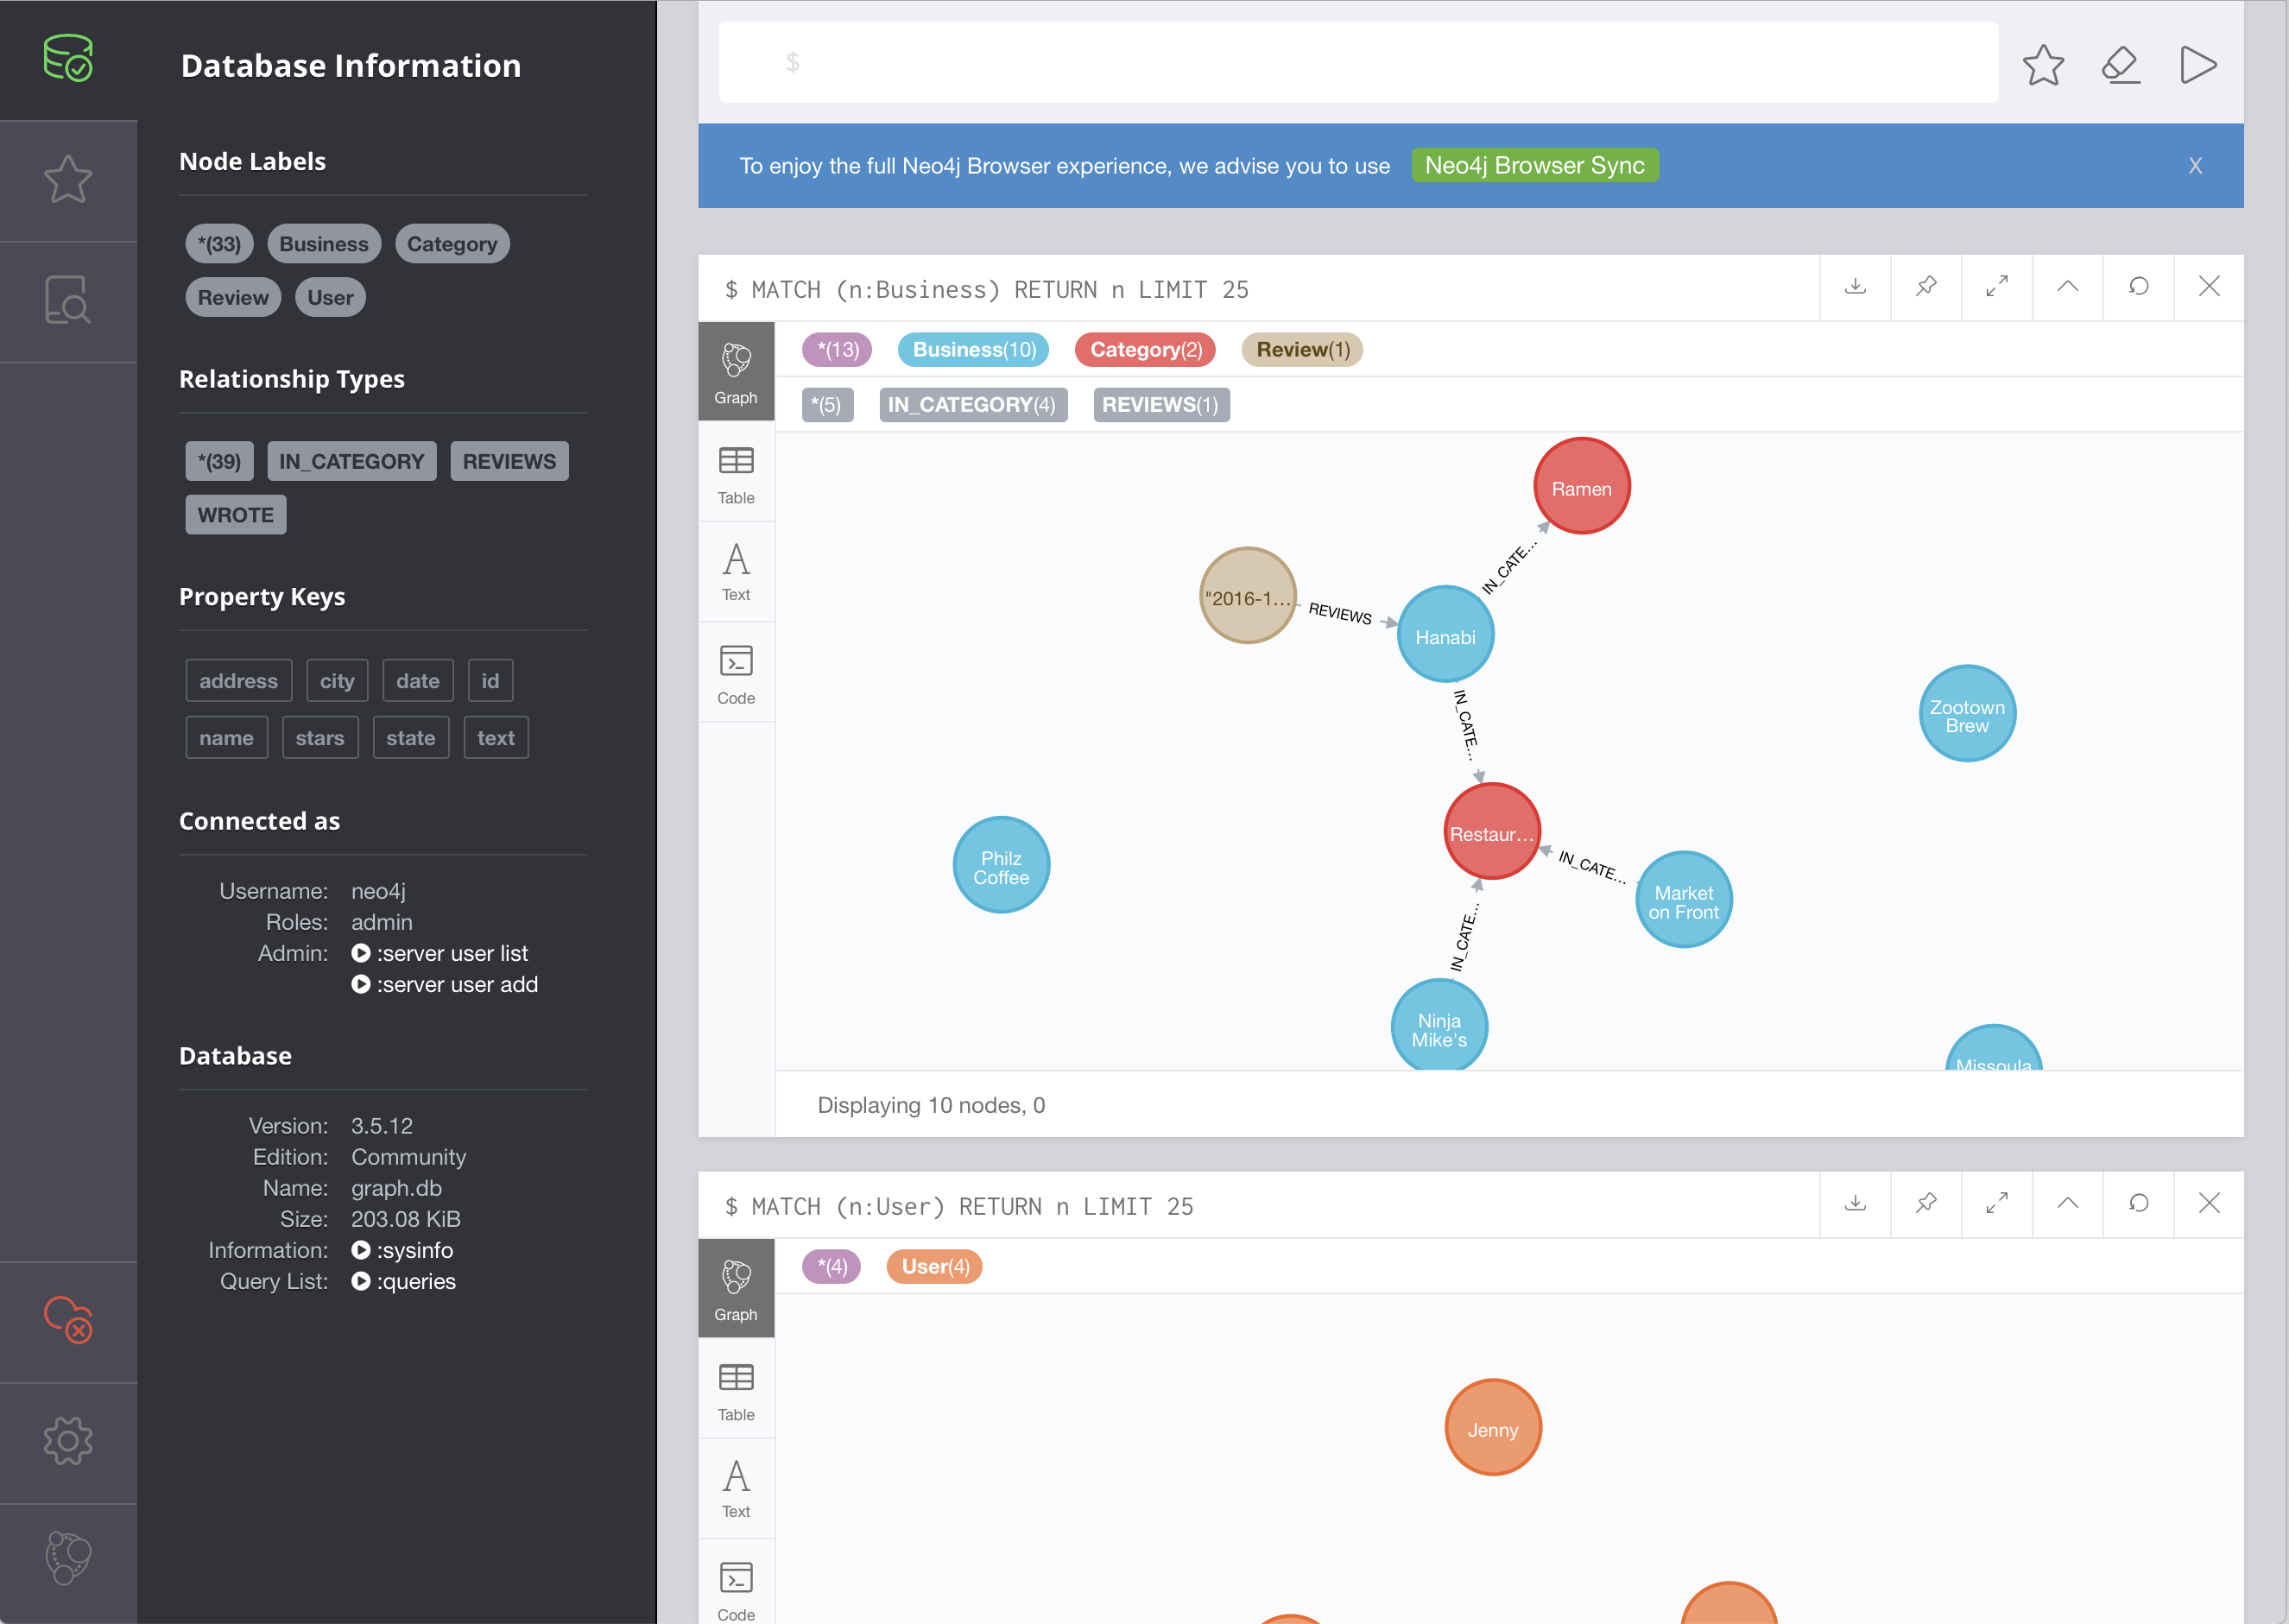 Database Information
Node Labels
*(33) Business Category
Review User
Relationship Types
*(39) IN_CATEGORY REVIEWS
WROTE
Property Keys
address city date id
name stars state text
Connected as
Username: neo4j
Roles: admin
Admin: :server user list
:server user add
Database
Version: 3.5.12
Edition: Community
Name: graph.db
Size: 203.08 KiB
Information: :sysinfo
Query List: :queries
$
To enjoy the full Neo4j Browser experience, we advise you to use Neo4j Browser Sync X
$ MATCH (n:Business) RETURN n LIMIT 25
Graph
Table
Text
Code
*(13) Business(10) Category(2) Review(1)
*(5) IN_CATEGORY(4) REVIEWS(1)
Ramen
IN_CATE...
"2016-1...
REVIEWS
Hanabi
IN_CATE...
Zootown
Brew
Restaur...
Philz
Coffee
IN_CATE...
Market
on Front
IN_CATE...
Ninja
Mike's
Missoula
Displaying 10 nodes, 0
$ MATCH (n:User) RETURN n LIMIT 25
Graph
Table
Text
Code
*(4) User(4)
Jenny